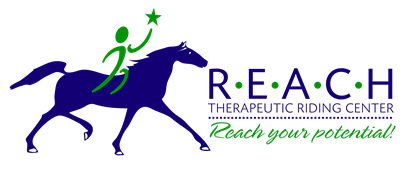 R·E·A·C·H
THERAPEUTIC RIDING CENTER
Reach your potential!